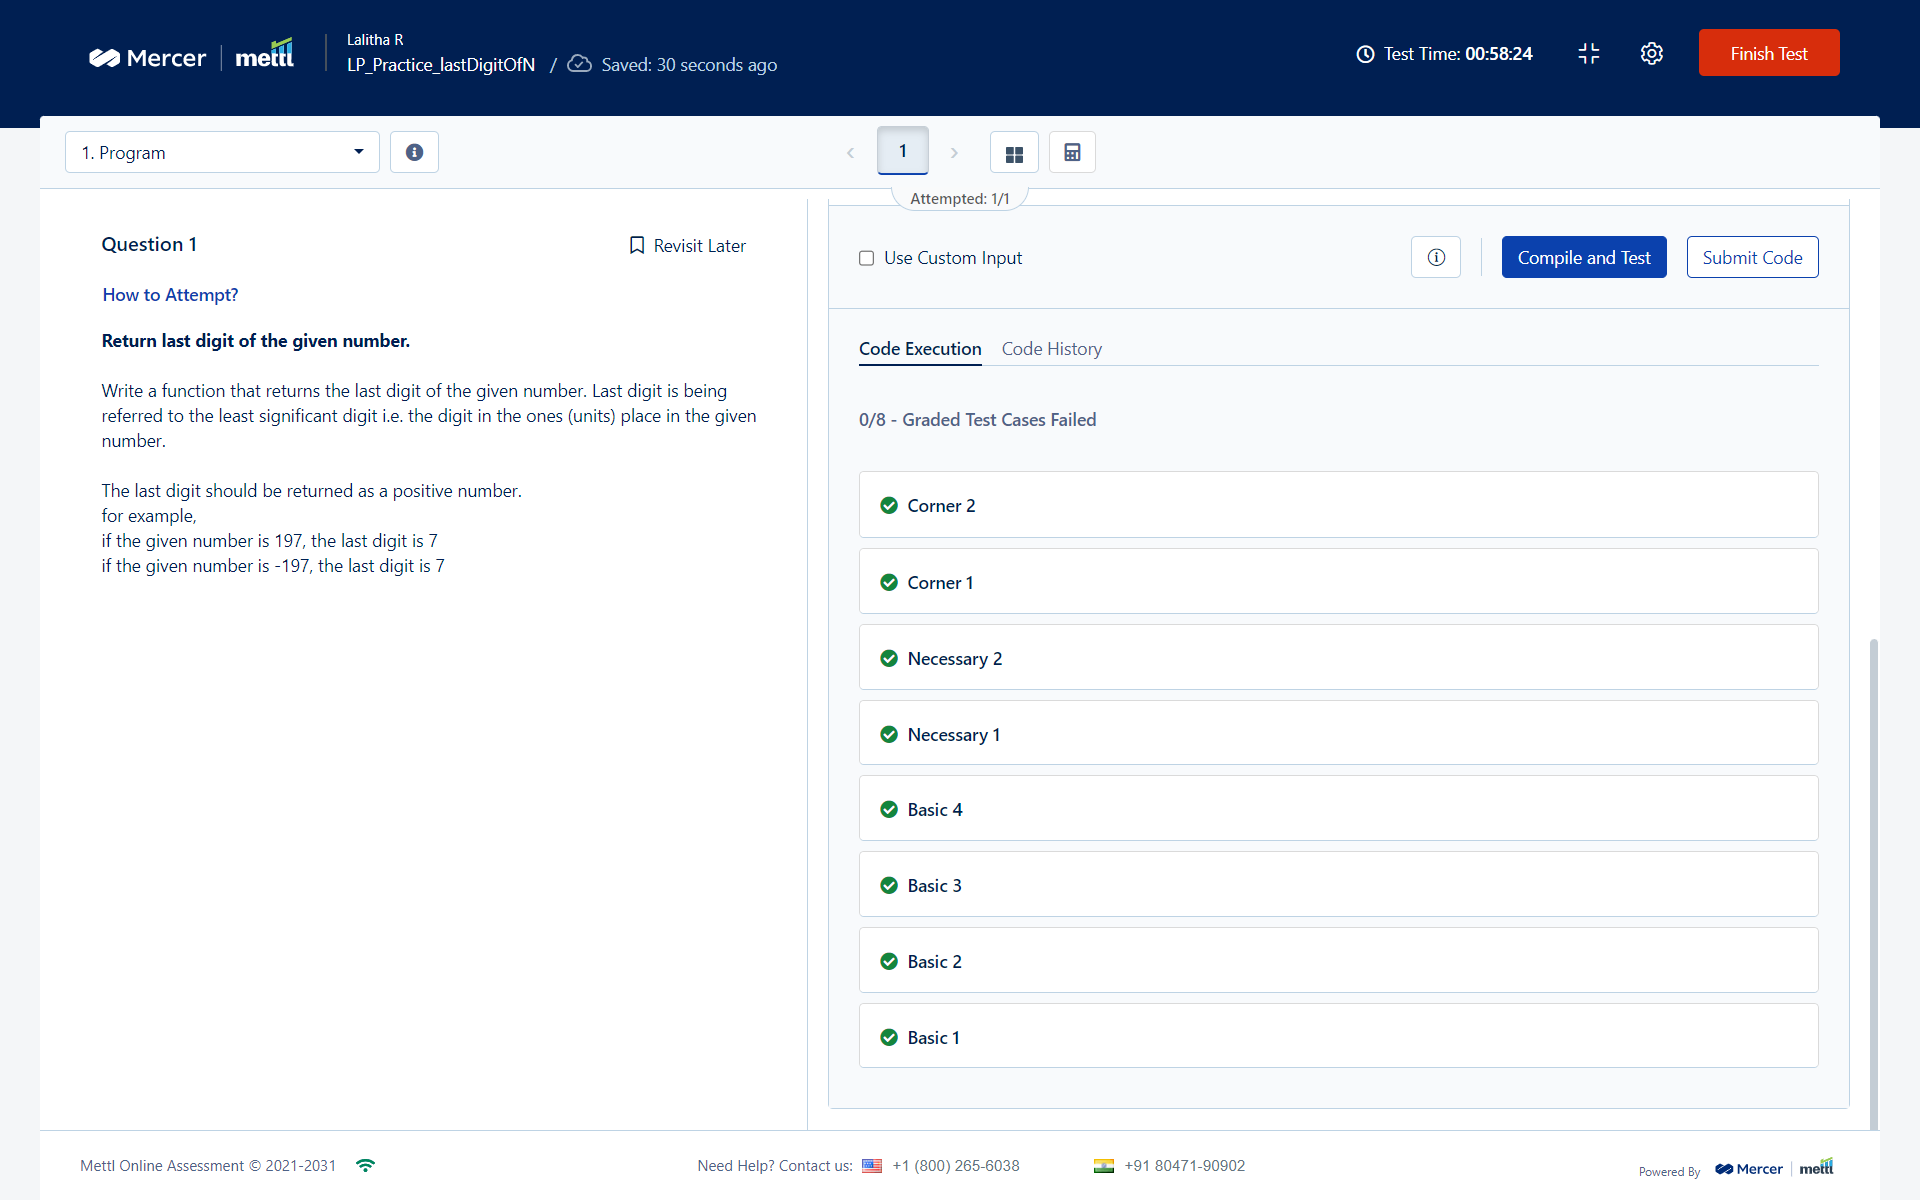 Mercer mettl
Lalitha R
LP_Practice_lastDigitOfN / Saved: 30 seconds ago
Test Time: 00:58:24
Finish Test
1. Program
1
Attempted: 1/1
Question 1
Revisit Later
How to Attempt?
Return last digit of the given number.
Write a function that returns the last digit of the given number. Last digit is being
referred to the least significant digit i.e. the digit in the ones (units) place in the given
number.
The last digit should be returned as a positive number.
for example,
if the given number is 197, the last digit is 7
if the given number is -197, the last digit is 7
Use Custom Input
Compile and Test
Submit Code
Code Execution
Code History
0/8 - Graded Test Cases Failed
Corner 2
Corner 1
Necessary 2
Necessary 1
Basic 4
Basic 3
Basic 2
Basic 1
Mettl Online Assessment © 2021-2031
Need Help? Contact us: +1 (800) 265-6038
+91 80471-90902
Powered By Mercer mettl